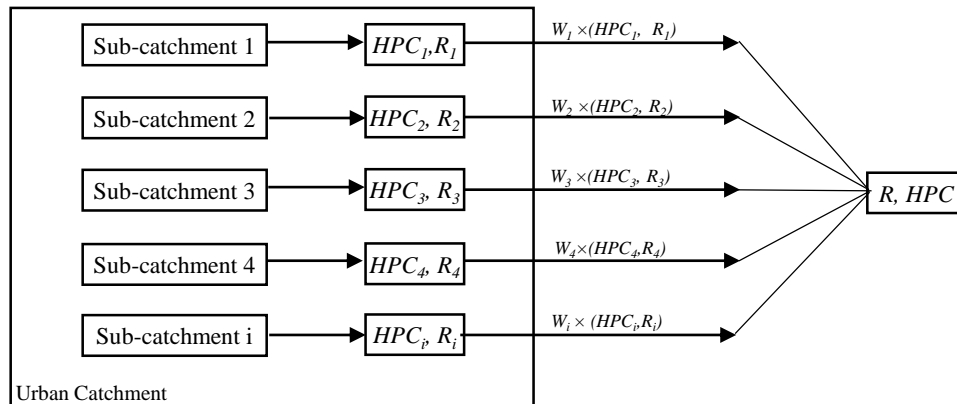 Sub-catchment 1 HPC1,R1 W1 ×(HPC1, R1)
Sub-catchment 2 HPC2, R2 W2 ×(HPC2, R2)
Sub-catchment 3 HPC3, R3 W3 ×(HPC3, R3)
R, HPC
Sub-catchment 4 HPC4, R4 W4×(HPC4,R4)
Sub-catchment i HPCi, Ri Wi × (HPCi,Ri)
Urban Catchment